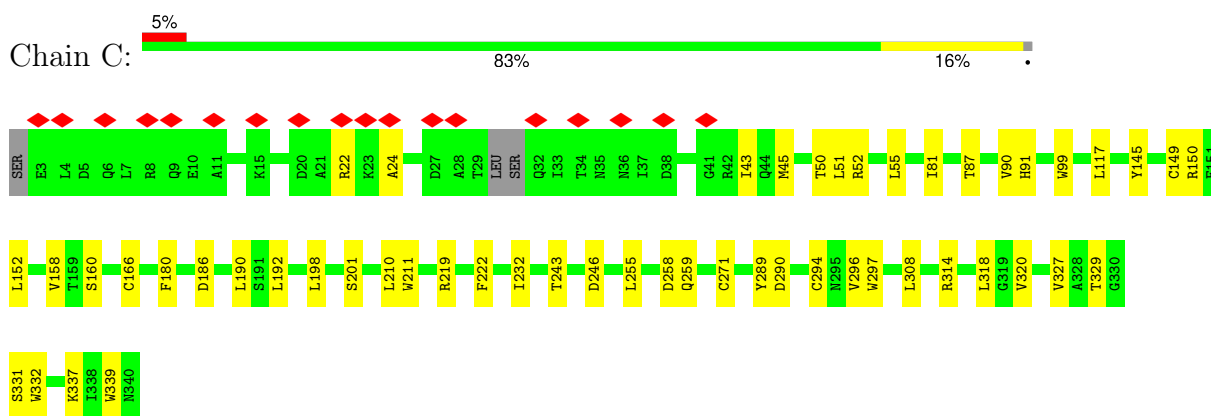 5%
Chain C:
83% 16% •
SER E3 L4 D5 Q6 L7 R8 Q9 E10 A11 K15 D20 A21 R22 K23 A24 D27 A28 T29 LEU SER Q32 I33 T34 N35 N36 I37 D38 G41 R42 I43 Q44 M45 T50 L51 R52 L55 I81 T87 V90 H91 W99 L117 Y145 C149 R150 F151
L152 V158 T159 S160 C166 F180 D186 L190 S191 L192 L198 S201 L210 W211 R219 F222 I232 T243 D246 L255 D258 Q259 C271 Y289 D290 C294 N295 V296 W297 L308 R314 L318 G319 V320 V327 A328 T329 G330
S331 W332 K337 I338 W339 N340